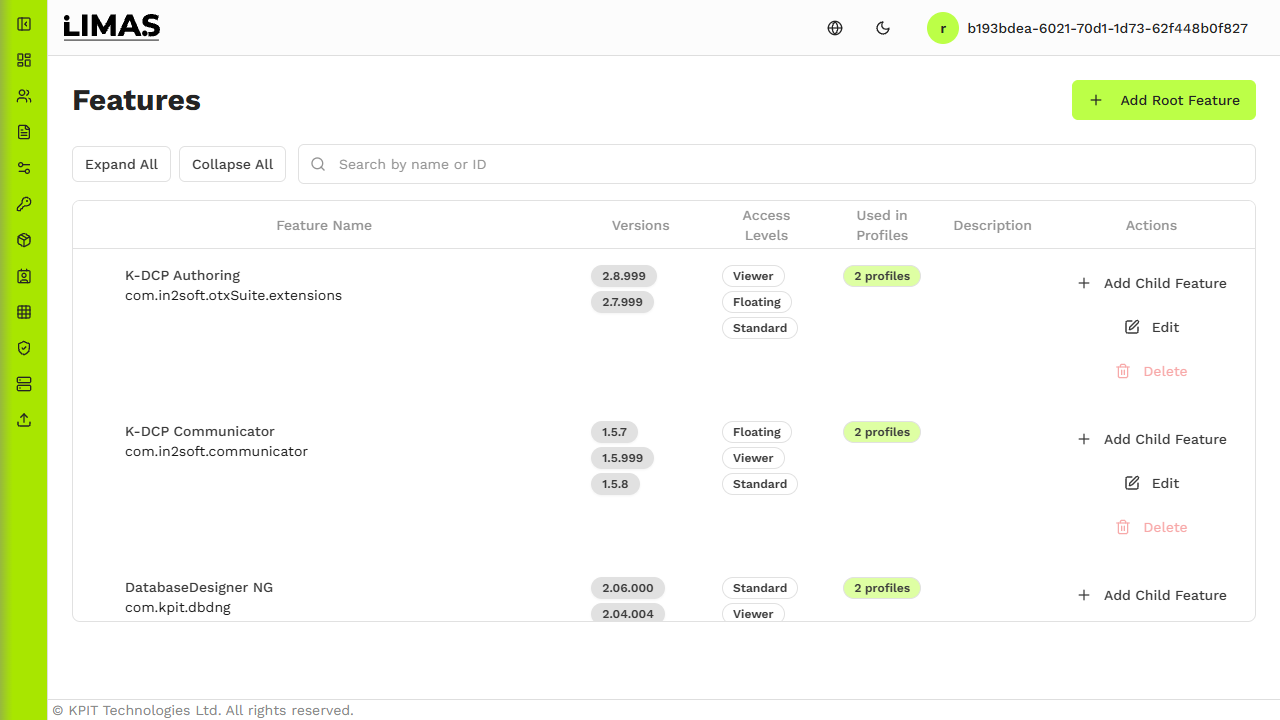 LIMAS
r
b193bdea-6021-70d1-1d73-62f448b0f827
Features
Add Root Feature
Expand All
Collapse All
Search by name or ID
Feature Name
Versions
Access Levels
Used in Profiles
Description
Actions
K-DCP Authoring
com.in2soft.otxSuite.extensions
2.8.999
2.7.999
Viewer
Floating
Standard
2 profiles
Add Child Feature
Edit
Delete
K-DCP Communicator
com.in2soft.communicator
1.5.7
1.5.999
1.5.8
Floating
Viewer
Standard
2 profiles
Add Child Feature
Edit
Delete
DatabaseDesigner NG
com.kpit.dbdng
2.06.000
2.04.004
Standard
Viewer
2 profiles
Add Child Feature
© KPIT Technologies Ltd. All rights reserved.